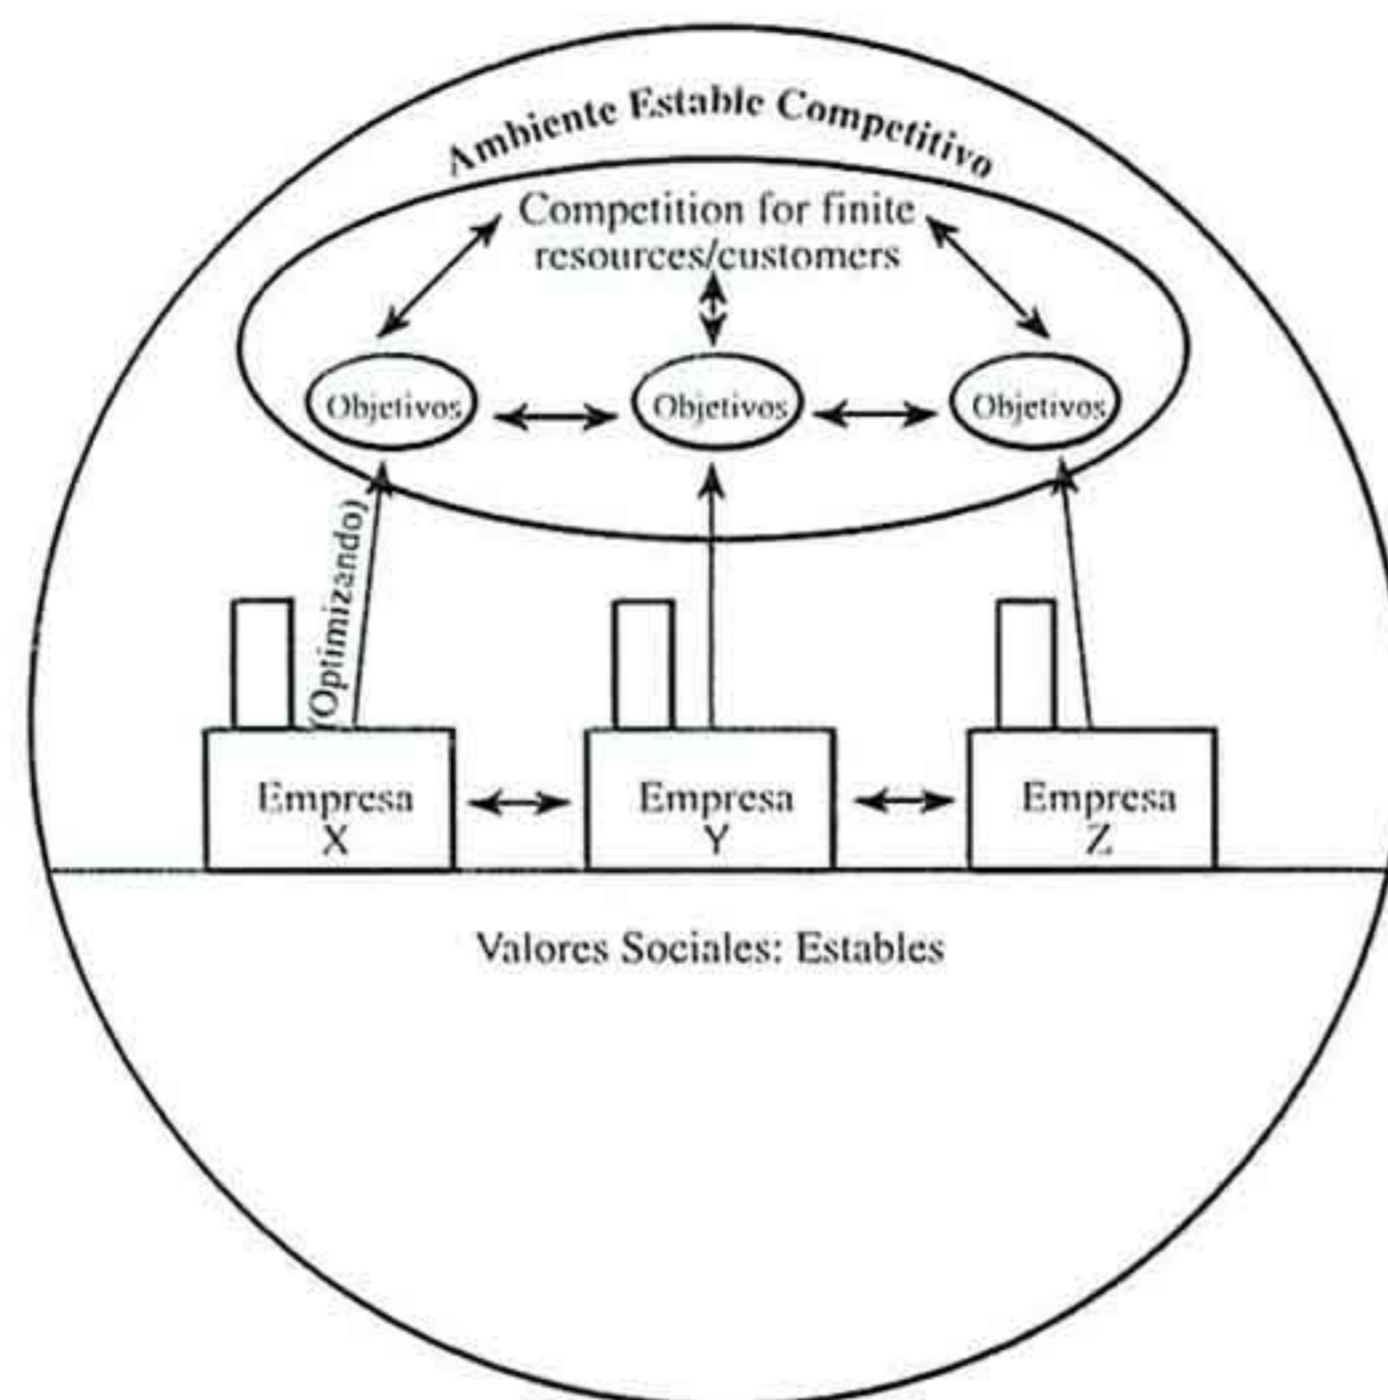 Ambiente Estable Competitivo
Competition for finite
resources/customers
Objetivos
Objetivos
Objetivos
(Optimizando)
Empresa
X
Empresa
Y
Empresa
Z
Valores Sociales: Estables